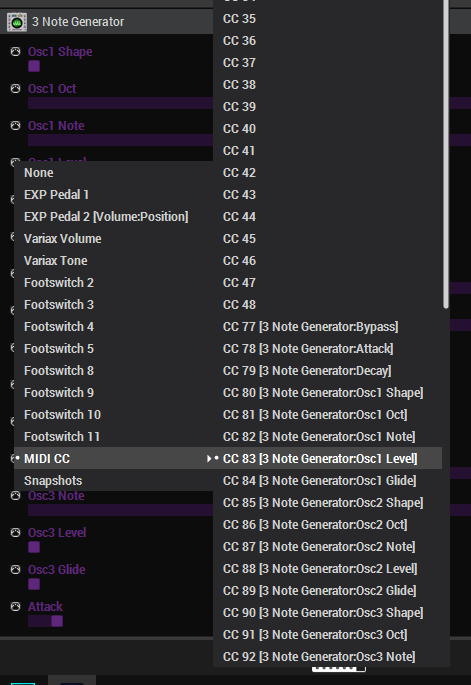 3 Note Generator
Osc1 Shape
Osc1 Oct
Osc1 Note
Osc1 Level
None
EXP Pedal 1
EXP Pedal 2 [Volume:Position]
Variax Volume
Variax Tone
Footswitch 2
Footswitch 3
Footswitch 4
Footswitch 5
Footswitch 8
Footswitch 9
Footswitch 10
Footswitch 11
MIDI CC
Snapshots
Osc3 Note
Osc3 Level
Osc3 Glide
Attack
CC 35
CC 36
CC 37
CC 38
CC 39
CC 40
CC 41
CC 42
CC 43
CC 44
CC 45
CC 46
CC 47
CC 48
CC 77 [3 Note Generator:Bypass]
CC 78 [3 Note Generator:Attack]
CC 79 [3 Note Generator:Decay]
CC 80 [3 Note Generator:Osc1 Shape]
CC 81 [3 Note Generator:Osc1 Oct]
CC 82 [3 Note Generator:Osc1 Note]
CC 83 [3 Note Generator:Osc1 Level]
CC 84 [3 Note Generator:Osc1 Glide]
CC 85 [3 Note Generator:Osc2 Shape]
CC 86 [3 Note Generator:Osc2 Oct]
CC 87 [3 Note Generator:Osc2 Note]
CC 88 [3 Note Generator:Osc2 Level]
CC 89 [3 Note Generator:Osc2 Glide]
CC 90 [3 Note Generator:Osc3 Shape]
CC 91 [3 Note Generator:Osc3 Oct]
CC 92 [3 Note Generator:Osc3 Note]